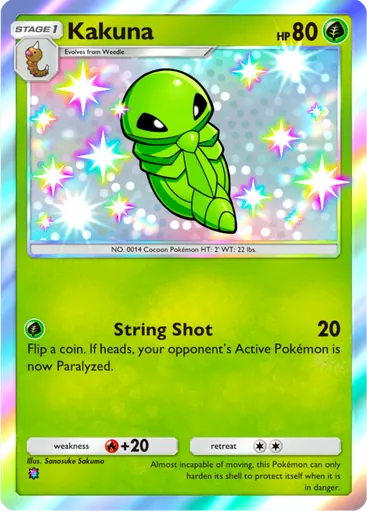 STAGE 1
Kakuna
HP 80
Evolves from Weedle
NO. 0014 Cocoon Pokémon HT: 2' WT: 22 lbs.
String Shot 20
Flip a coin. If heads, your opponent's Active Pokémon is
now Paralyzed.
weakness +20 retreat
Illus. Sanosuke Sakuma
Almost incapable of moving, this Pokémon can only
harden its shell to protect itself when it is
in danger.